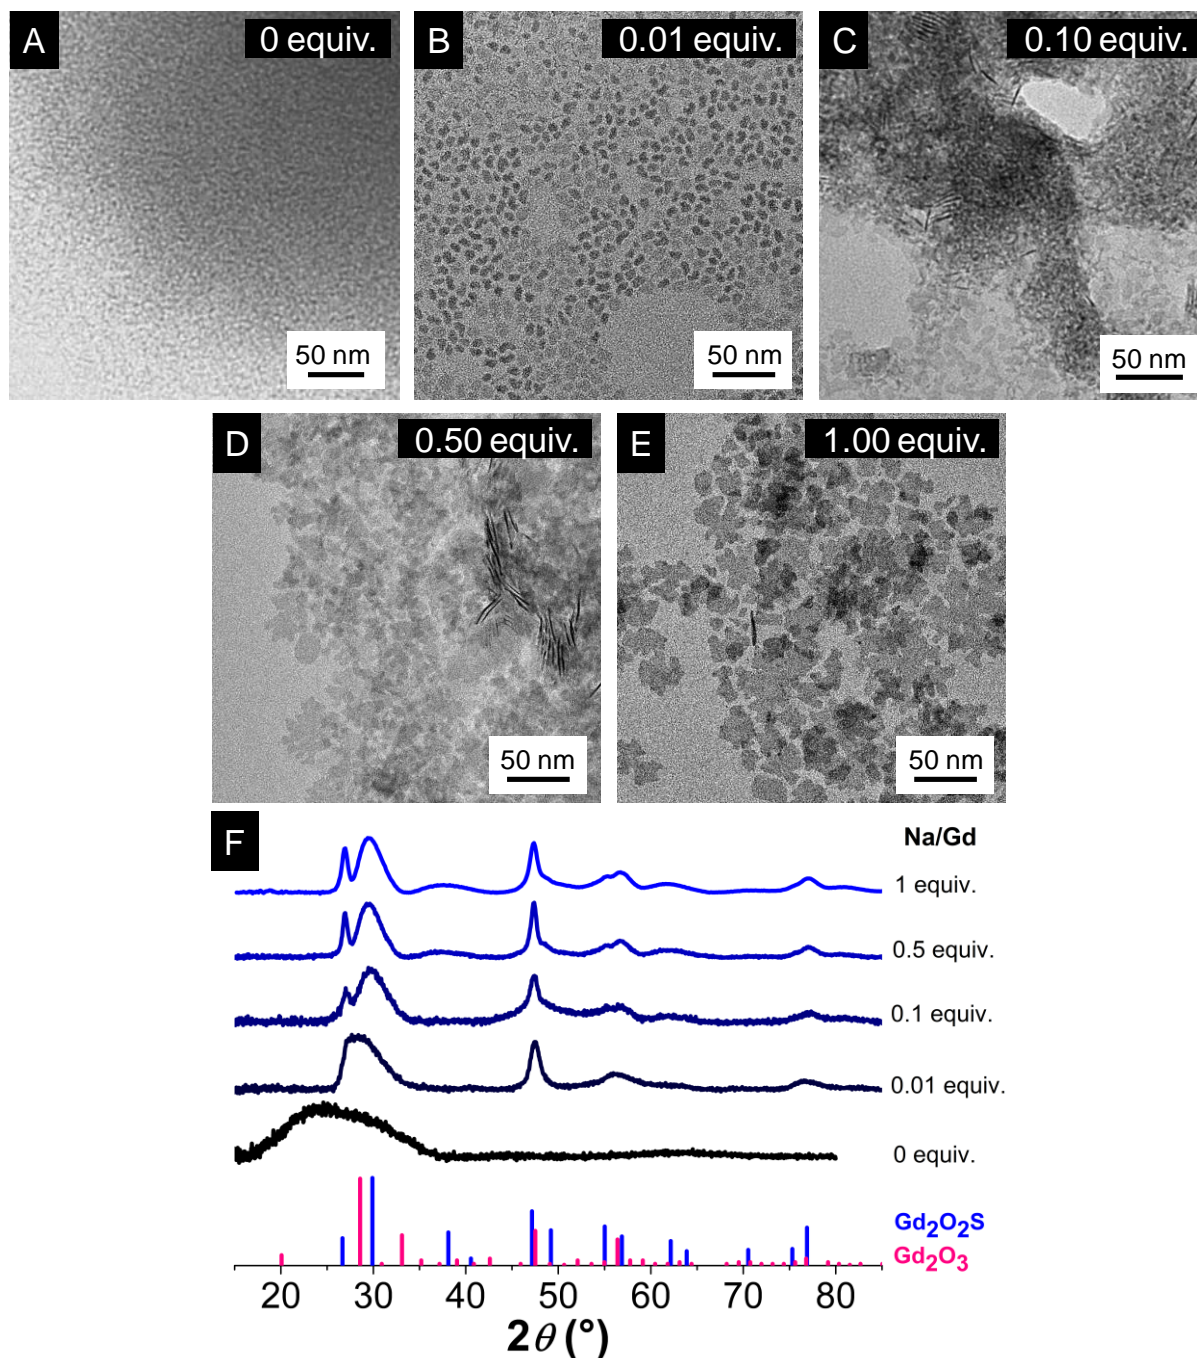 A
0 equiv.
50 nm
B
0.01 equiv.
50 nm
C
0.10 equiv.
50 nm
D
0.50 equiv.
50 nm
E
1.00 equiv.
50 nm
F
Na/Gd
1 equiv.
0.5 equiv.
0.1 equiv.
0.01 equiv.
0 equiv.
Gd2O2S
Gd2O3
20 30 40 50 60 70 80
2θ (°)